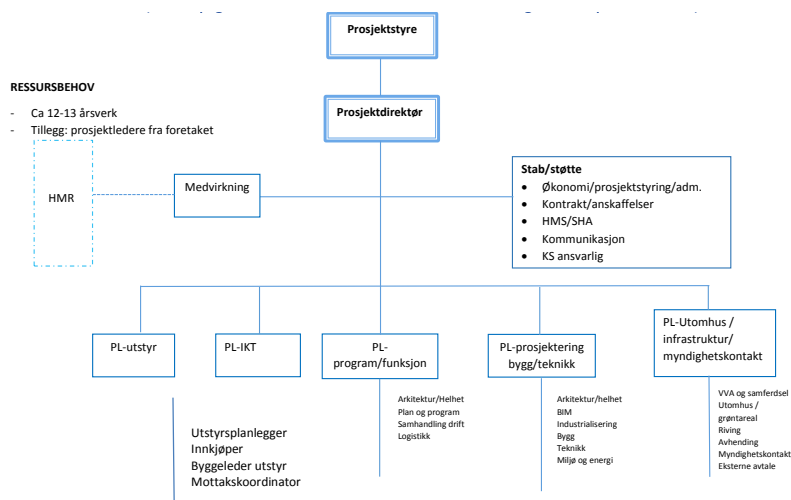 Prosjektstyre
RESSURSBEHOV
- Ca 12-13 årsverk
- Tillegg: prosjektledere fra foretaket
Prosjektdirektør
HMR
Medvirkning
Stab/støtte
• Økonomi/prosjektstyring/adm.
• Kontrakt/anskaffelser
• HMS/SHA
• Kommunikasjon
• KS ansvarlig
PL-utstyr
PL-IKT
PL-
program/funksjon
PL-prosjektering
bygg/teknikk
PL-Utomhus /
infrastruktur/
myndighetskontakt
Utstyrsplanlegger
Innkjøper
Byggeleder utstyr
Mottakskoordinator
Arkitektur/Helhet
Plan og program
Samhandling drift
Logistikk
Arkitektur/helhet
BIM
Industrialisering
Bygg
Teknikk
Miljø og energi
VVA og samferdsel
Utomhus /
grøntareal
Riving
Avhending
Myndighetskontakt
Eksterne avtale